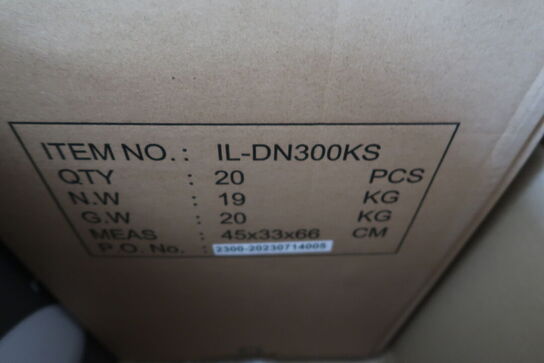 ITEM NO.: IL-DN300KS
QTY : 20 PCS
N.W : 19 KG
G.W : 20 KG
MEAS : 45x33x66 CM
P.O. No. : 2300-20230714005